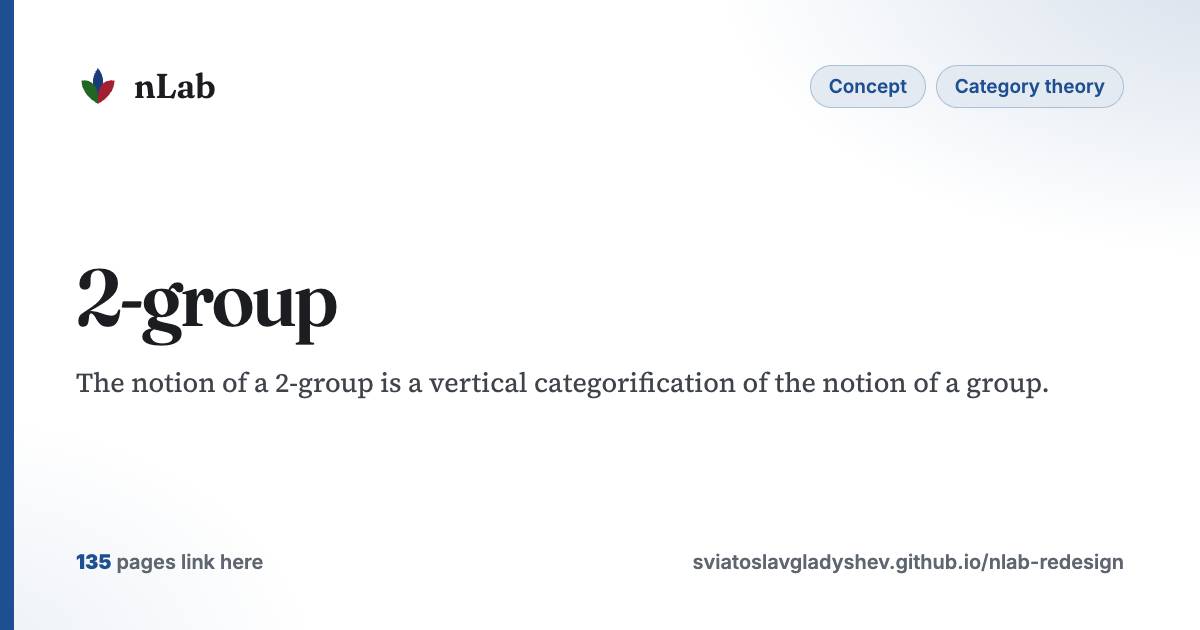 nLab
Concept
Category theory
2-group
The notion of a 2-group is a vertical categorification of the notion of a group.
135 pages link here
sviatoslavgladyshev.github.io/nlab-redesign